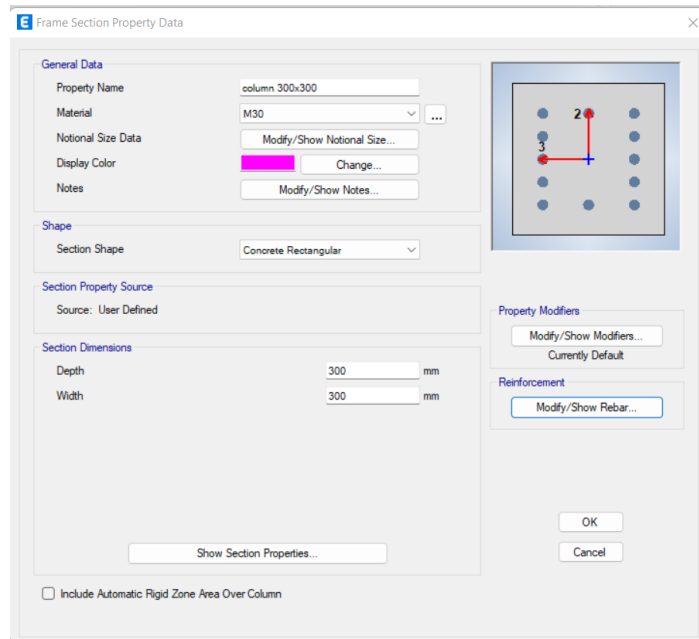 E Frame Section Property Data
General Data
Property Name column 300x300
Material M30 ...
Notional Size Data Modify/Show Notional Size...
Display Color Change...
Notes Modify/Show Notes...
2
3
Shape
Section Shape Concrete Rectangular
Section Property Source
Source: User Defined
Property Modifiers
Modify/Show Modifiers...
Currently Default
Section Dimensions
Depth 300 mm
Width 300 mm
Reinforcement
Modify/Show Rebar...
OK
Show Section Properties...
Cancel
Include Automatic Rigid Zone Area Over Column